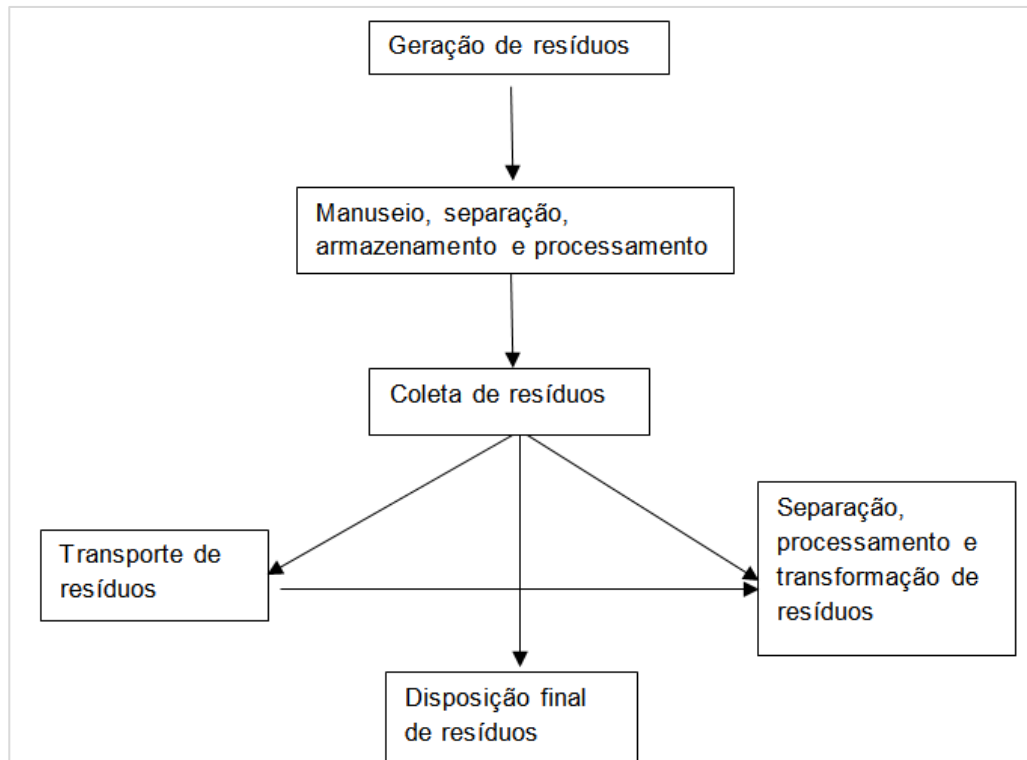 Geração de resíduos
Manuseio, separação,
armazenamento e processamento
Coleta de resíduos
Transporte de
resíduos
Separação,
processamento e
transformação de
resíduos
Disposição final
de resíduos